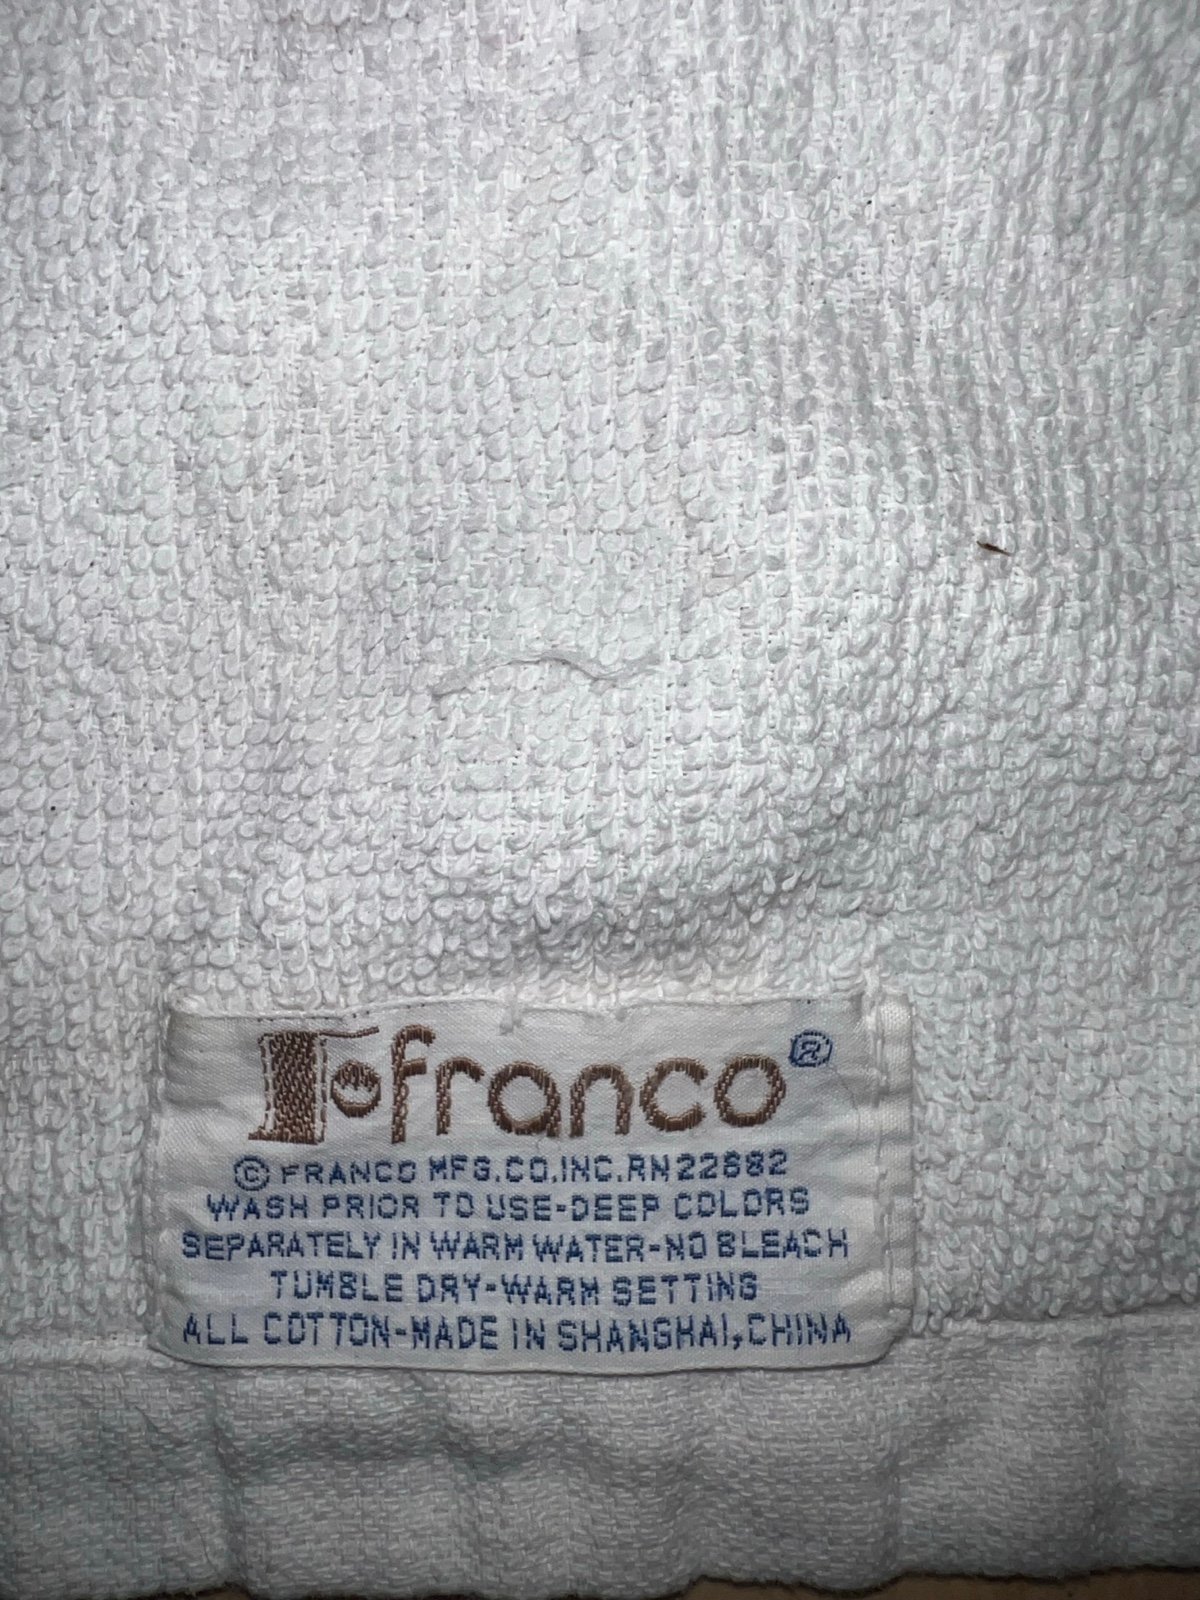 franco®
© FRANCO MFG.CO.INC.RN22682
WASH PRIOR TO USE-DEEP COLORS
SEPARATELY IN WARM WATER-NO BLEACH
TUMBLE DRY-WARM SETTING
ALL COTTON-MADE IN SHANGHAI,CHINA